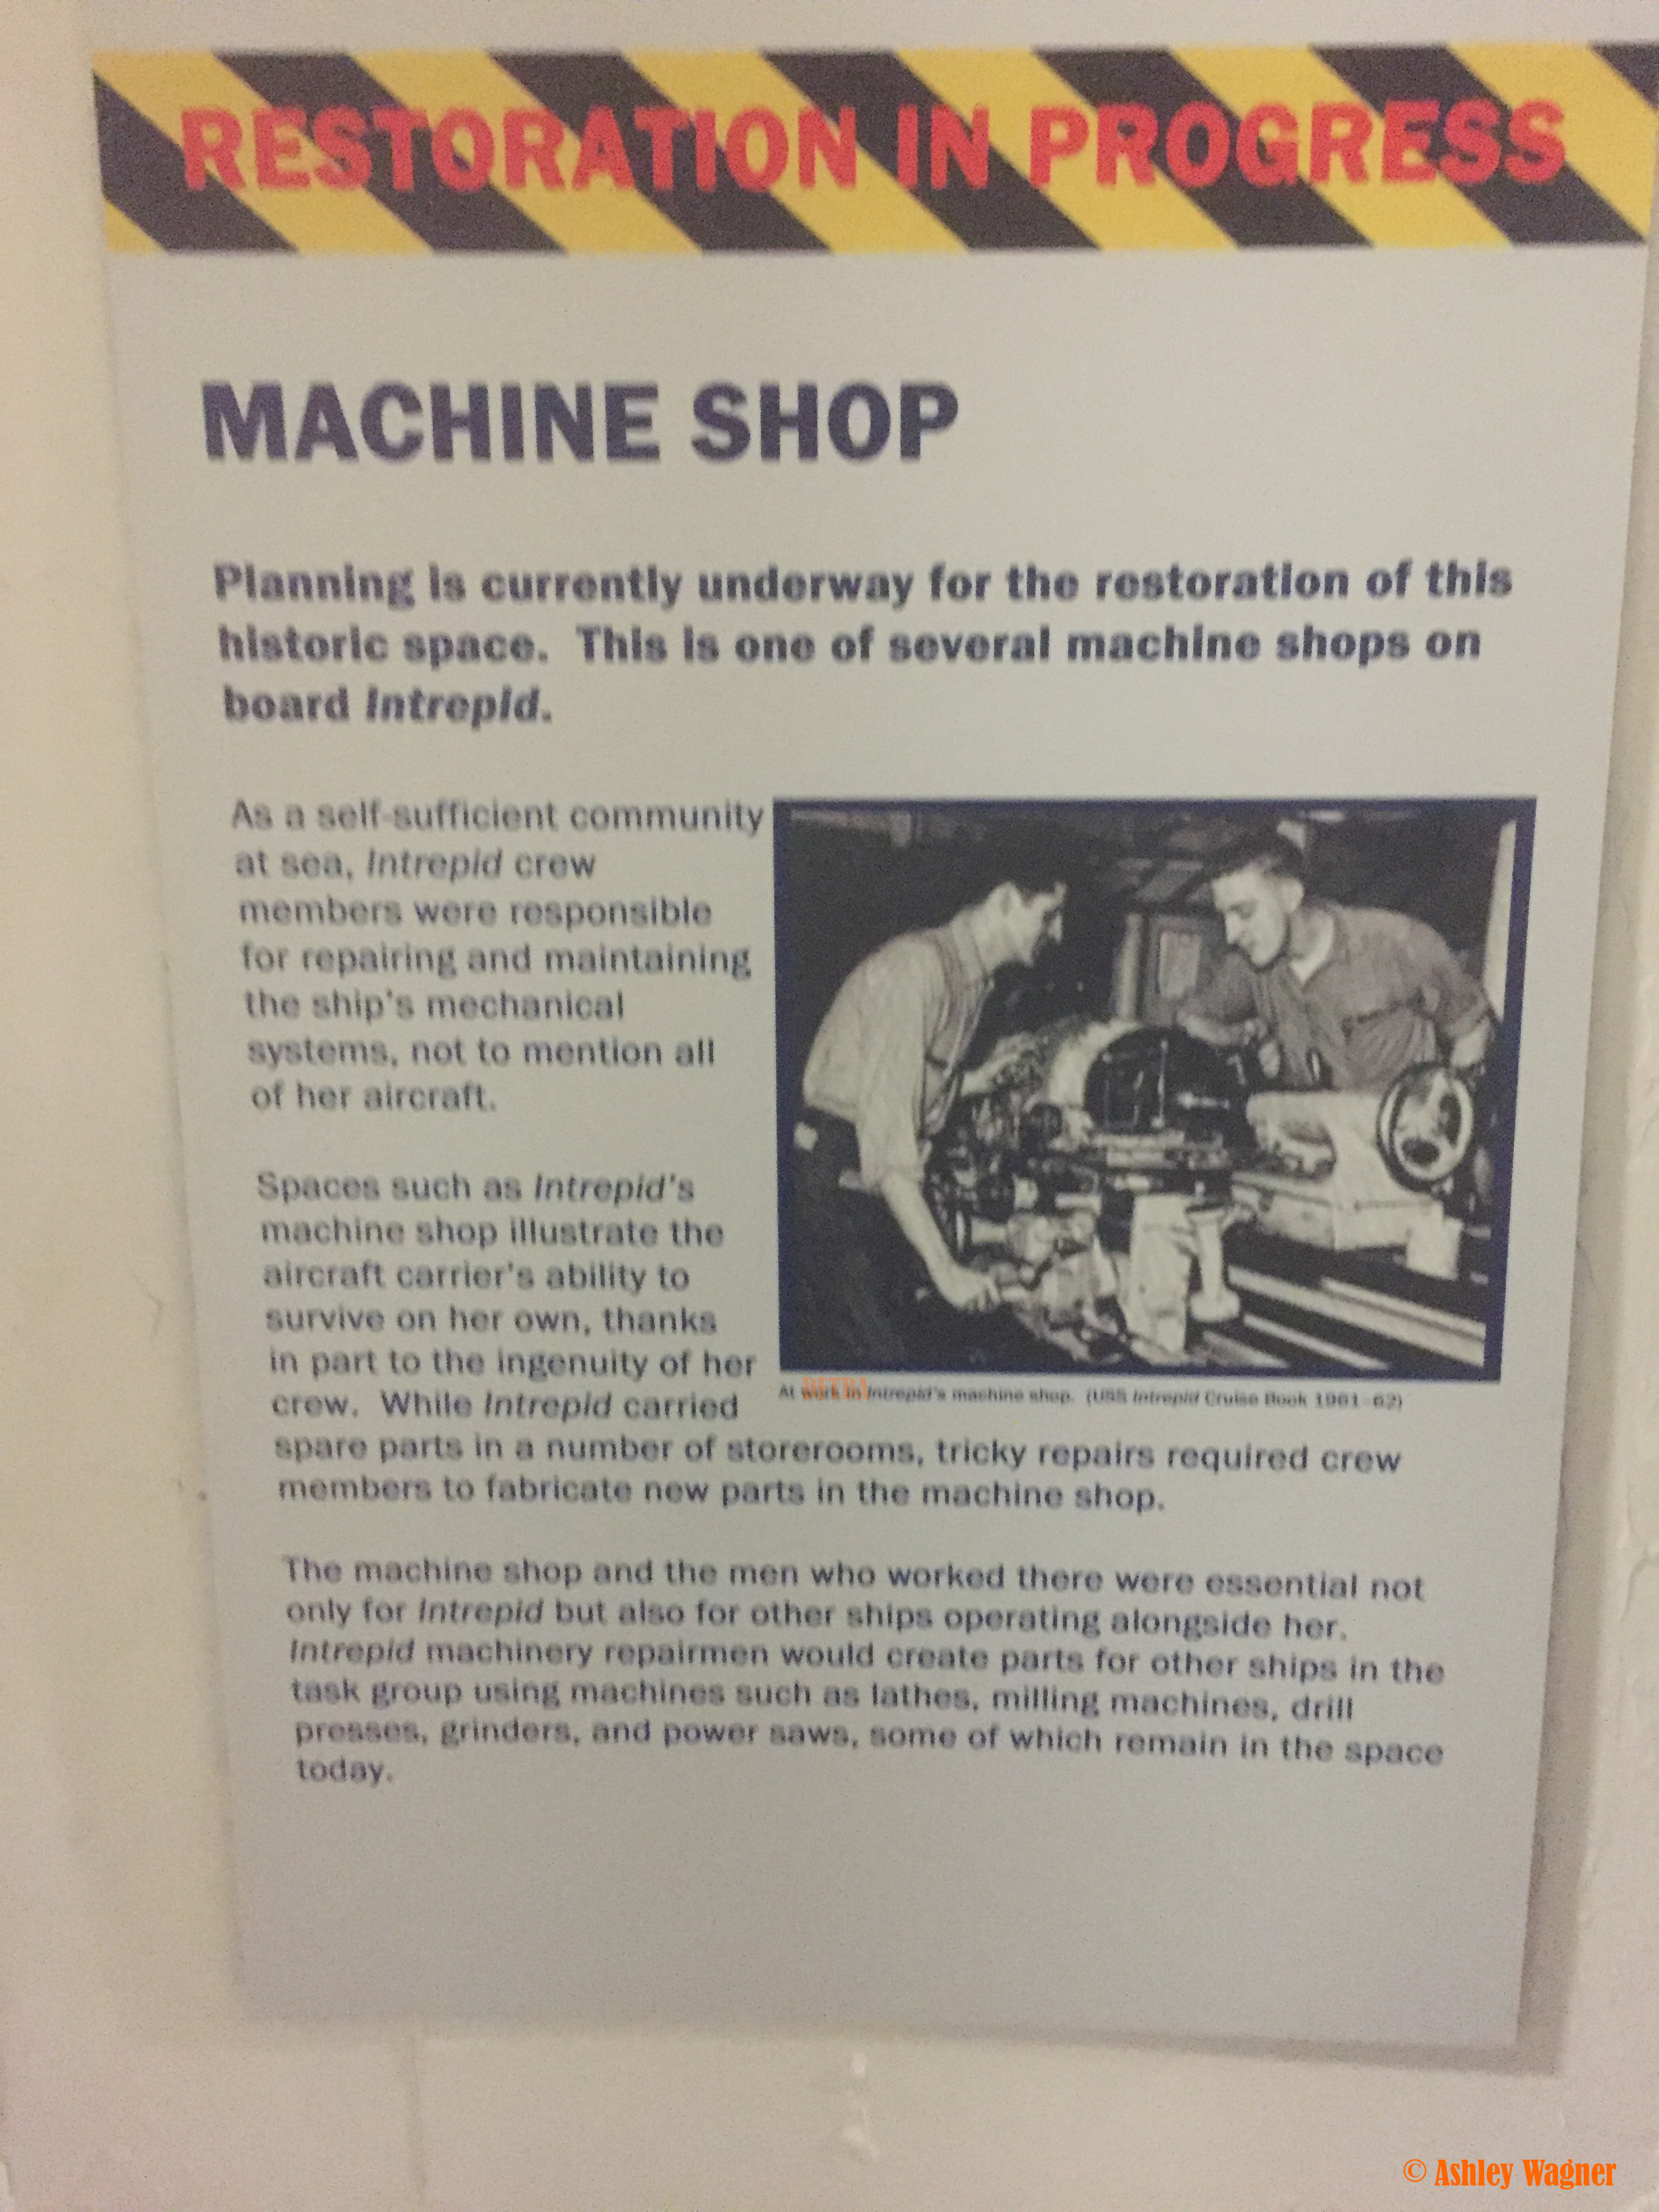 RESTORATION IN PROGRESS
MACHINE SHOP
Planning is currently underway for the restoration of this
historic space. This is one of several machine shops on
board Intrepid.
As a self-sufficient community
at sea, Intrepid crew
members were responsible
for repairing and maintaining
the ship's mechanical
systems, not to mention all
of her aircraft.
Spaces such as Intrepid's
machine shop illustrate the
aircraft carrier's ability to
survive on her own, thanks
in part to the ingenuity of her
crew. While Intrepid carried
spare parts in a number of storerooms, tricky repairs required crew
members to fabricate new parts in the machine shop.
At work in Intrepid's machine shop. (USS Intrepid Cruise Book 1961-62)
The machine shop and the men who worked there were essential not
only for Intrepid but also for other ships operating alongside her.
Intrepid machinery repairmen would create parts for other ships in the
task group using machines such as lathes, milling machines, drill
presses, grinders, and power saws, some of which remain in the space
today.
© Ashley Wagner